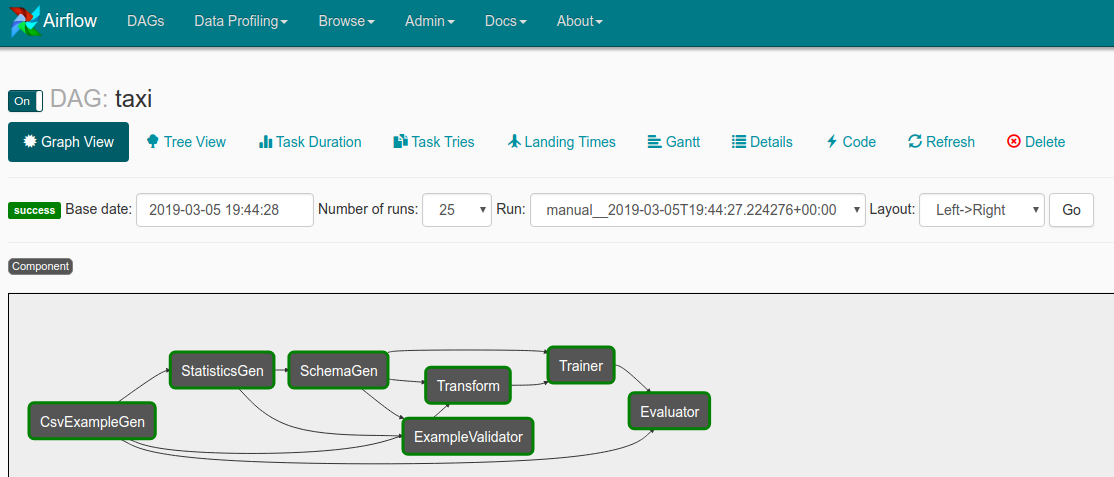 Airflow DAGs Data Profiling Browse Admin Docs About
On DAG: taxi
Graph View Tree View Task Duration Task Tries Landing Times Gantt Details Code Refresh Delete
success Base date: 2019-03-05 19:44:28 Number of runs: 25 Run: manual__2019-03-05T19:44:27.224276+00:00 Layout: Left->Right Go
Component
Trainer
StatisticsGen SchemaGen
Transform
Evaluator
CsvExampleGen
ExampleValidator